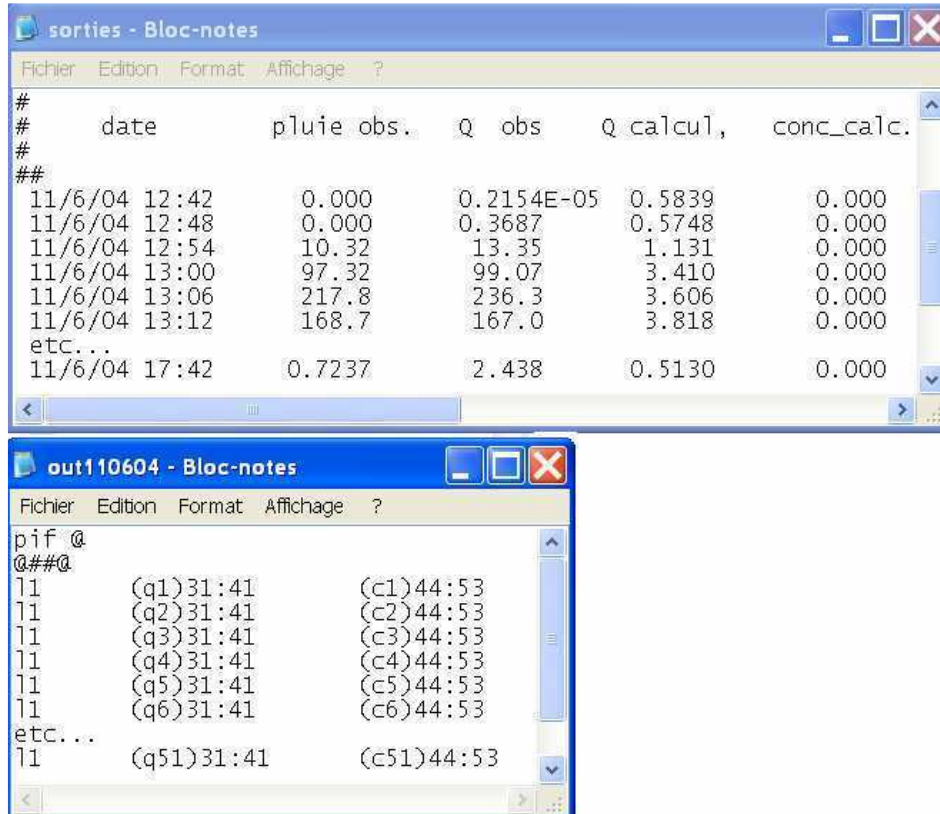 sorties - Bloc-notes
Fichier Edition Format Affichage ?
#
# date pluie obs. Q obs Q calcul, conc_calc.
#
##
11/6/04 12:42 0.000 0.2154E-05 0.5839 0.000
11/6/04 12:48 0.000 0.3687 0.5748 0.000
11/6/04 12:54 10.32 13.35 1.131 0.000
11/6/04 13:00 97.32 99.07 3.410 0.000
11/6/04 13:06 217.8 236.3 3.606 0.000
11/6/04 13:12 168.7 167.0 3.818 0.000
etc...
11/6/04 17:42 0.7237 2.438 0.5130 0.000
out110604 - Bloc-notes
Fichier Edition Format Affichage ?
pif @
@##@
l1 (q1)31:41 (c1)44:53
l1 (q2)31:41 (c2)44:53
l1 (q3)31:41 (c3)44:53
l1 (q4)31:41 (c4)44:53
l1 (q5)31:41 (c5)44:53
l1 (q6)31:41 (c6)44:53
etc...
l1 (q51)31:41 (c51)44:53